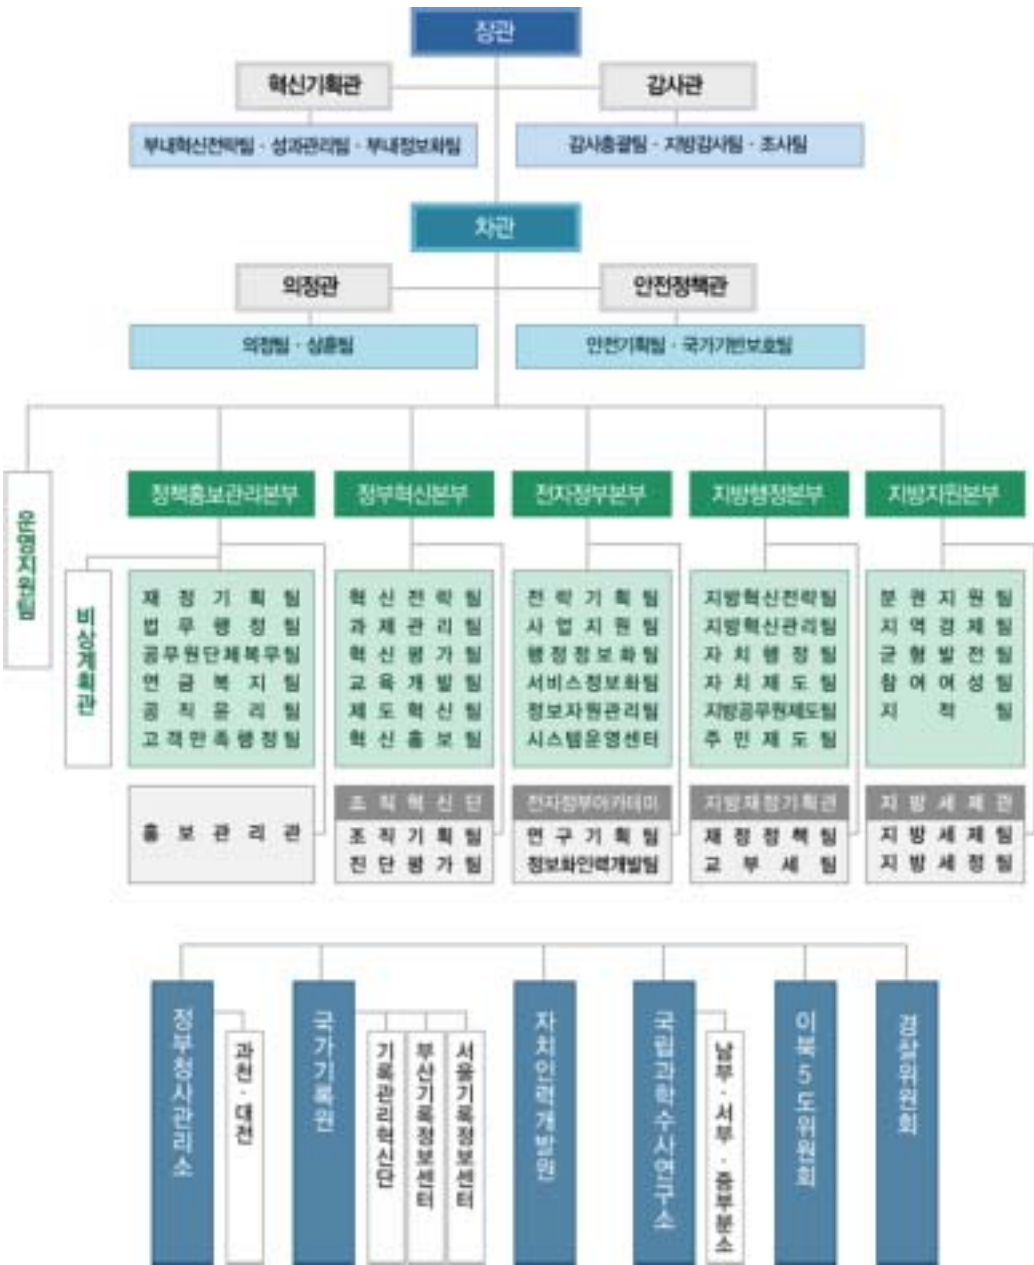 장관
혁신기획관
감사관
부내혁신전략팀 · 성과관리팀 · 부내정보화팀
감사총괄팀 · 지방감사팀 · 조사팀
차관
의정관
안전정책관
의정팀 · 상훈팀
안전기획팀 · 국가기반보호팀
운영지원팀
정책홍보관리본부
정부혁신본부
전자정부본부
지방행정본부
지방지원본부
비상계획관
재정기획팀
법무행정팀
공무원단체복무팀
연금복지팀
공직윤리팀
고객만족행정팀
홍보관리관
혁신전략팀
과제관리팀
혁신평가팀
교육개발팀
제도혁신팀
혁신홍보팀
조직혁신단
조직기획팀
진단평가팀
전략기획팀
사업지원팀
행정정보화팀
서비스정보화팀
정보자원관리팀
시스템운영센터
전자정부아카데미
연구기획팀
정보화인력개발팀
지방혁신전략팀
지방혁신관리팀
자치행정팀
자치제도팀
지방공무원제도팀
주민제도팀
지방재정기획관
재정정책팀
교부세팀
분권지원팀
지역경제팀
균형발전팀
참여여성팀
지적팀
지방세제관
지방세제팀
지방세정팀
정부청사관리소
과천 · 대전
국가기록원
기록관리혁신단
부산기록정보센터
서울기록정보센터
자치인력개발원
국립과학수사연구소
남부 · 서부 · 중부분소
이북5도위원회
경찰위원회